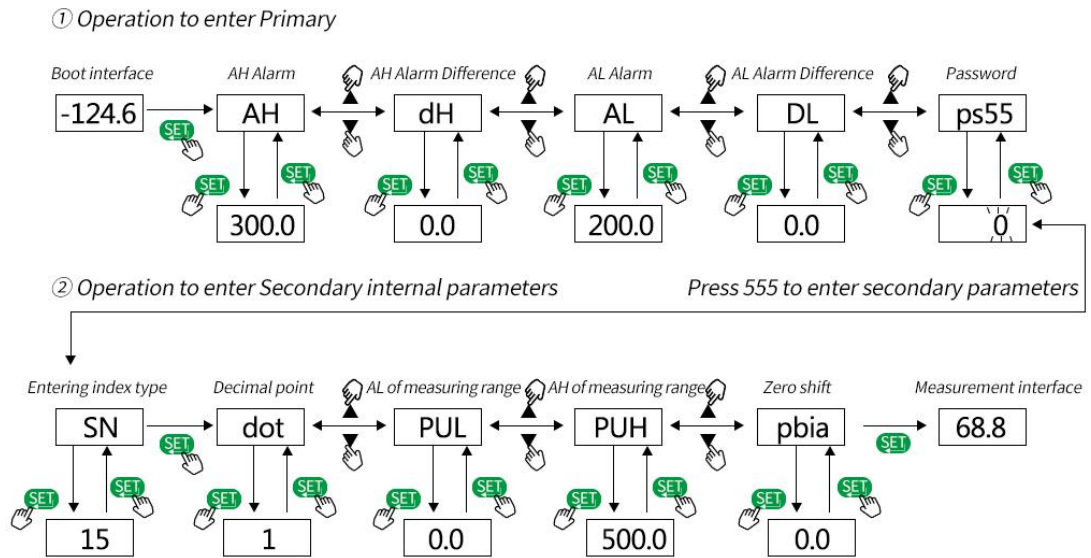 ① Operation to enter Primary
Boot interface AH Alarm AH Alarm Difference AL Alarm AL Alarm Difference Password
-124.6 AH dH AL DL ps55
SET
SET SET SET SET SET SET SET SET SET SET
300.0 0.0 200.0 0.0 0
② Operation to enter Secondary internal parameters Press 555 to enter secondary parameters
Entering index type Decimal point AL of measuring range AH of measuring range Zero shift Measurement interface
SN dot PUL PUH pbia 68.8
SET SET
SET SET SET SET SET SET SET SET SET SET
15 1 0.0 500.0 0.0